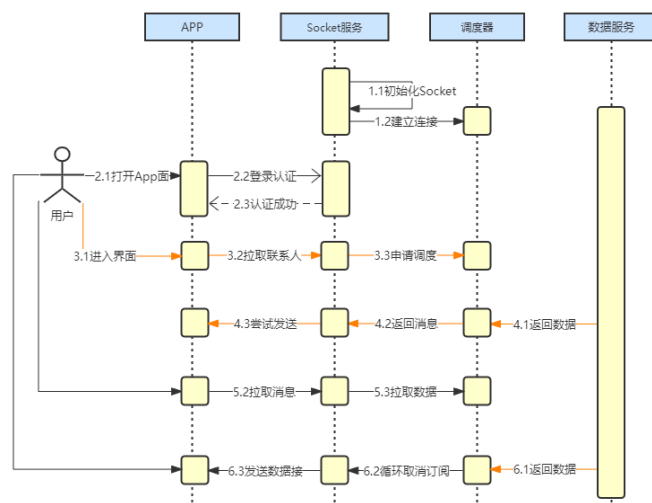 APP
Socket服务
调度器
数据服务
1.1初始化Socket
1.2建立连接
2.1打开App面
2.2登录认证
2.3认证成功
用户
3.1进入界面
3.2拉取联系人
3.3申请调度
4.3尝试发送
4.2返回消息
4.1返回数据
5.2拉取消息
5.3拉取数据
6.3发送数据接
6.2循环取消订阅
6.1返回数据